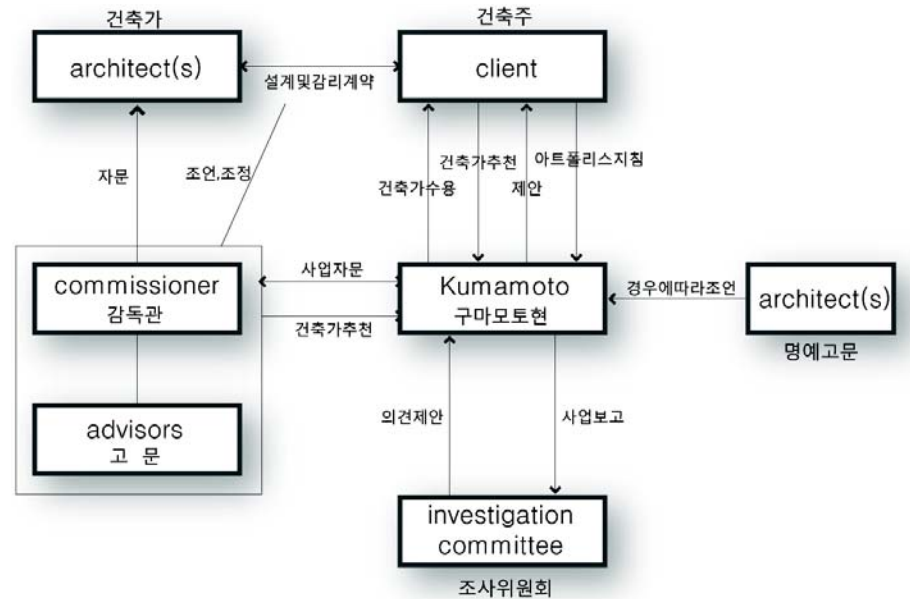 건축가
건축주
architect(s)
client
설계및감리계약
자문
조언,조정
건축가수용
건축가추천
제안
아트폴리스지침
commissioner
감독관
사업자문
건축가추천
Kumamoto
구마모토현
경우에따라조언
architect(s)
명예고문
advisors
고 문
의견제안
사업보고
investigation
committee
조사위원회